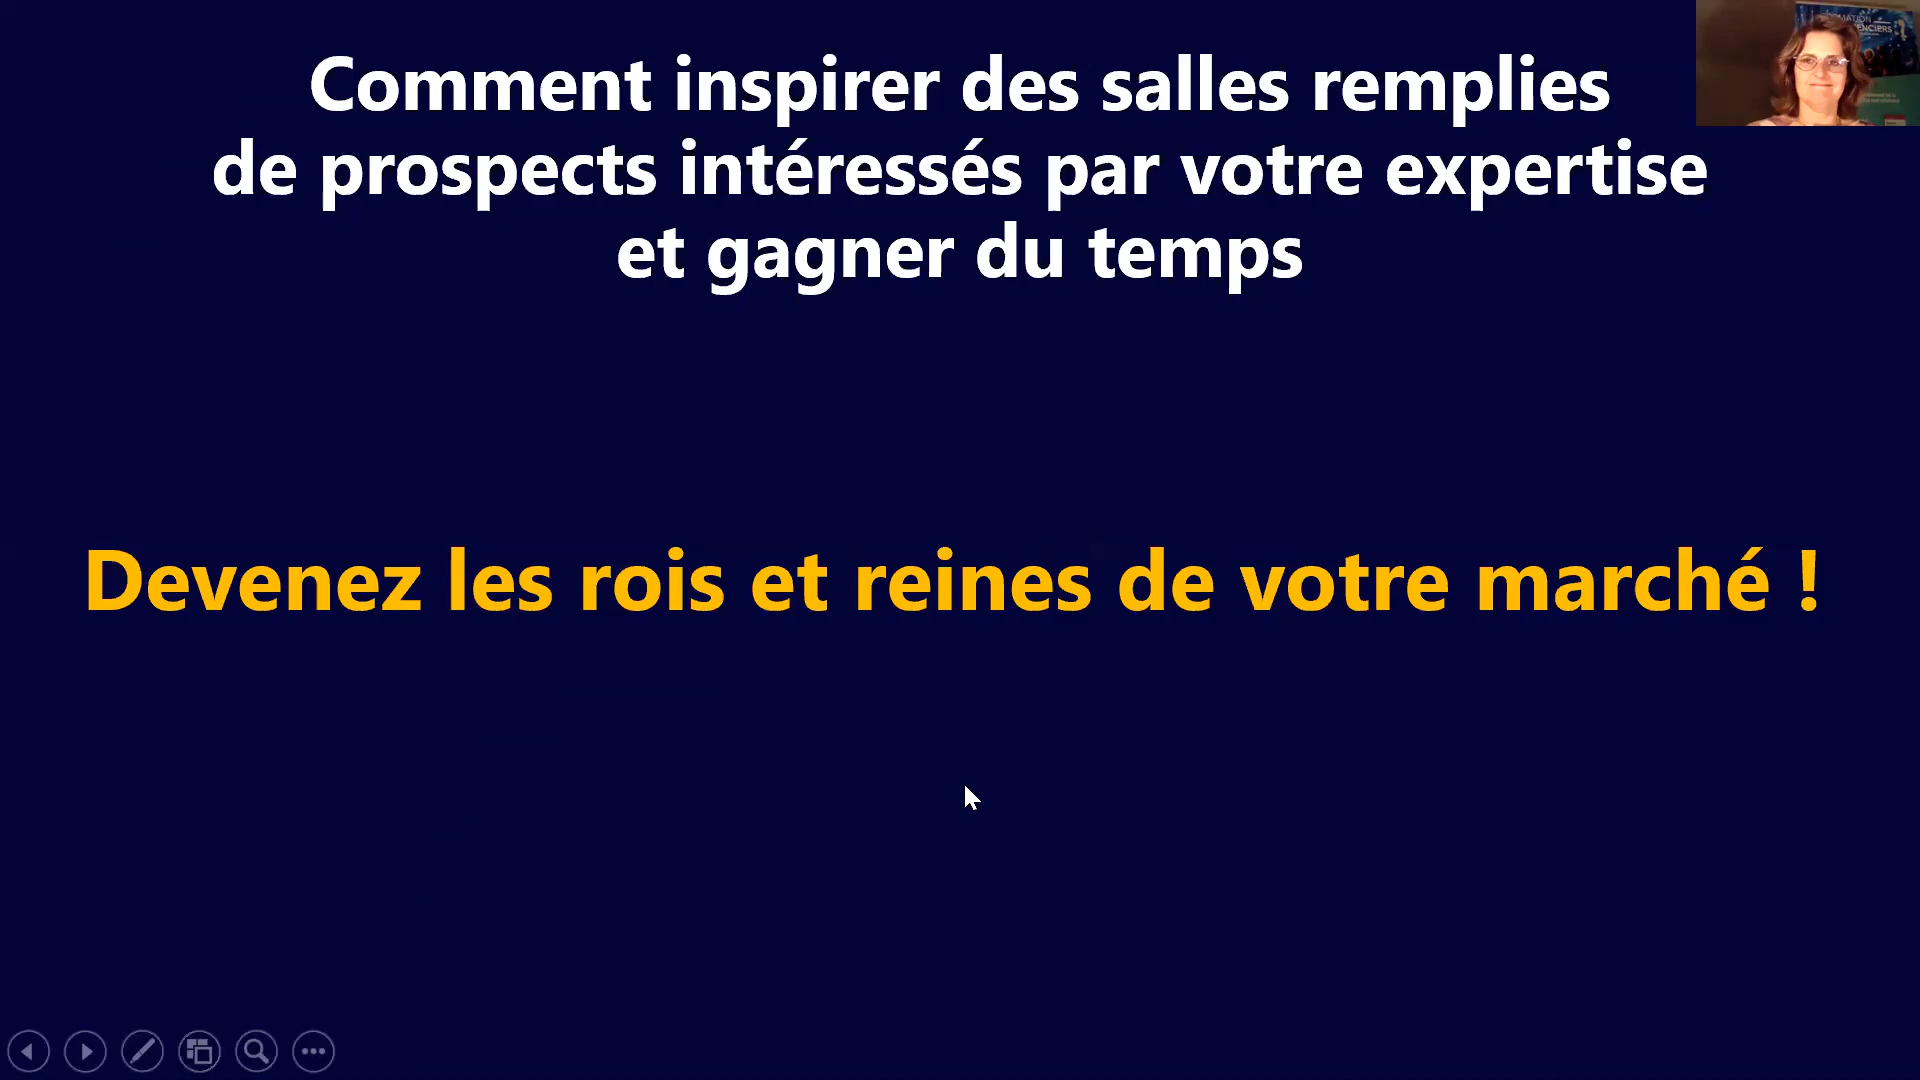 Comment inspirer des salles remplies
de prospects intéressés par votre expertise
et gagner du temps
Devenez les rois et reines de votre marché !